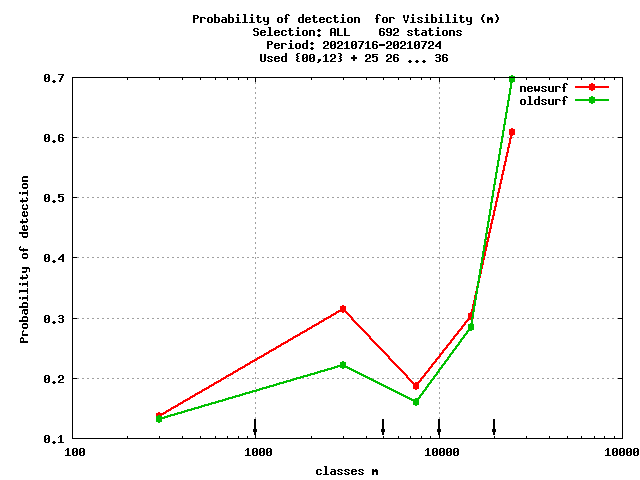 Probability of detection  for Visibility (m)
Selection: ALL    692 stations
Period: 20210716-20210724
Used {00,12} + 25 26 ... 36
newsurf
oldsurf
0.7
0.6
0.5
0.4
0.3
0.2
0.1
Probability of detection
100
1000
10000
10000
classes m